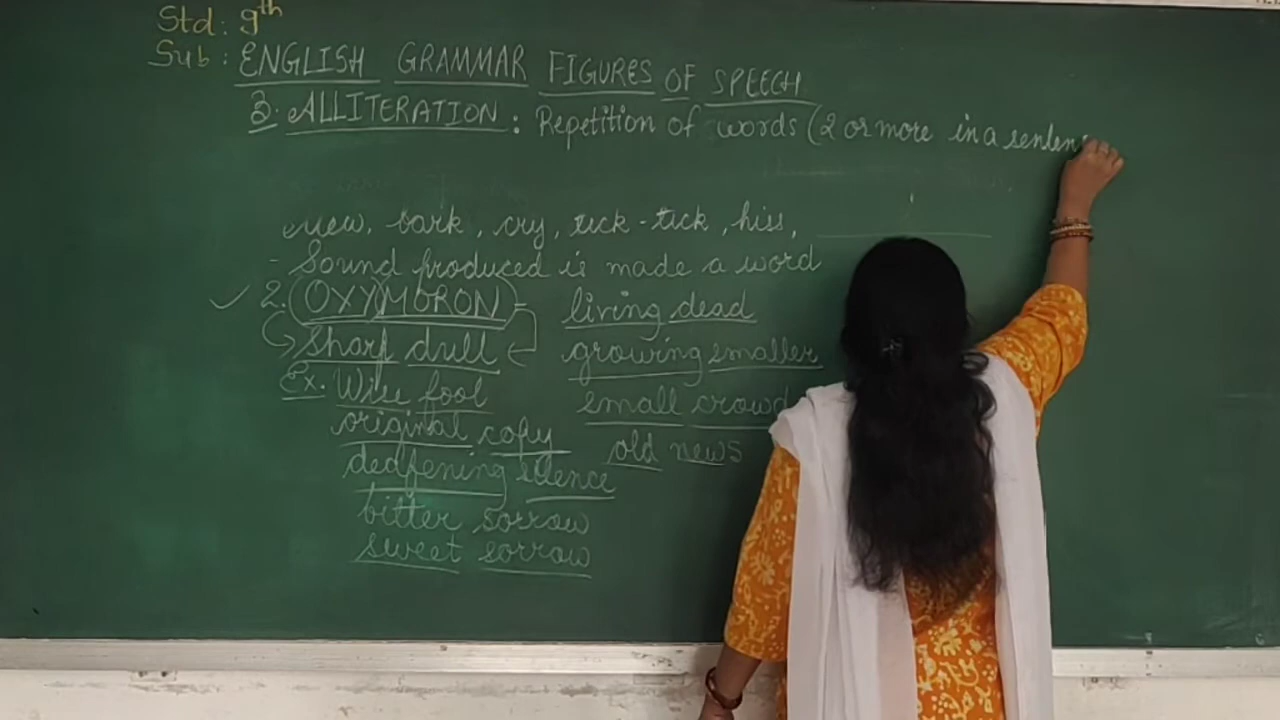 Std: 9th
Sub: ENGLISH GRAMMAR FIGURES OF SPEECH
3. ALLITERATION: Repetition of words (2 or more in a senten
mew, bark, cry, tick-tick, hiss,
- Sound produced is made a word
2. OXYMORON - living dead
sharp dull growing smaller
Ex. Wise fool small crowd
original copy old news
deafening silence
bitter sorrow
sweet sorrow